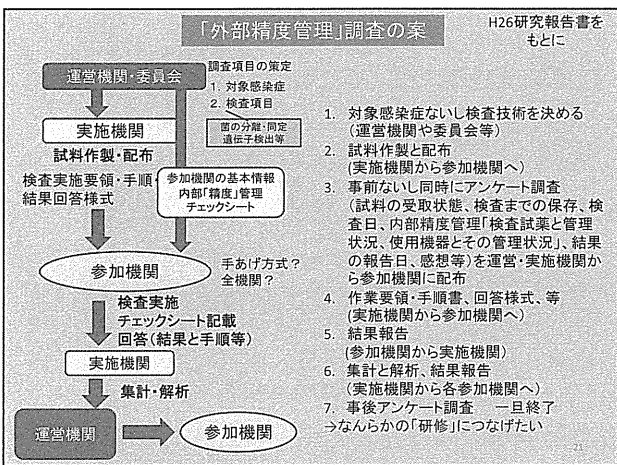 「外部精度管理」調査の案
H26研究報告書を
もとに
運営機関・委員会
調査項目の策定
1. 対象感染症
2. 検査項目
菌の分離・同定
遺伝子検出等
実施機関
試料作製・配布
検査実施要領・手順・
結果回答様式
参加機関の基本情報
内部「精度」管理
チェックシート
参加機関
手あげ方式？
全機関？
検査実施
チェックシート記載
回答（結果と手順等）
実施機関
集計・解析
運営機関
参加機関
1. 対象感染症ないし検査技術を決める
（運営機関や委員会等）
2. 試料作製と配布
（実施機関から参加機関へ）
3. 事前ないし同時にアンケート調査
（試料の受取状態、検査までの保存、検
査日、内部精度管理「検査試薬と管理
状況、使用機器とその管理状況」、結果
の報告日、感想等）を運営・実施機関か
ら参加機関に配布
4. 作業要領・手順書、回答様式、等
（実施機関から参加機関へ）
5. 結果報告
（参加機関から実施機関）
6. 集計と解析、結果報告
（実施機関から各参加機関へ）
7. 事後アンケート調査　一旦終了
→なんらかの「研修」につなげたい
21